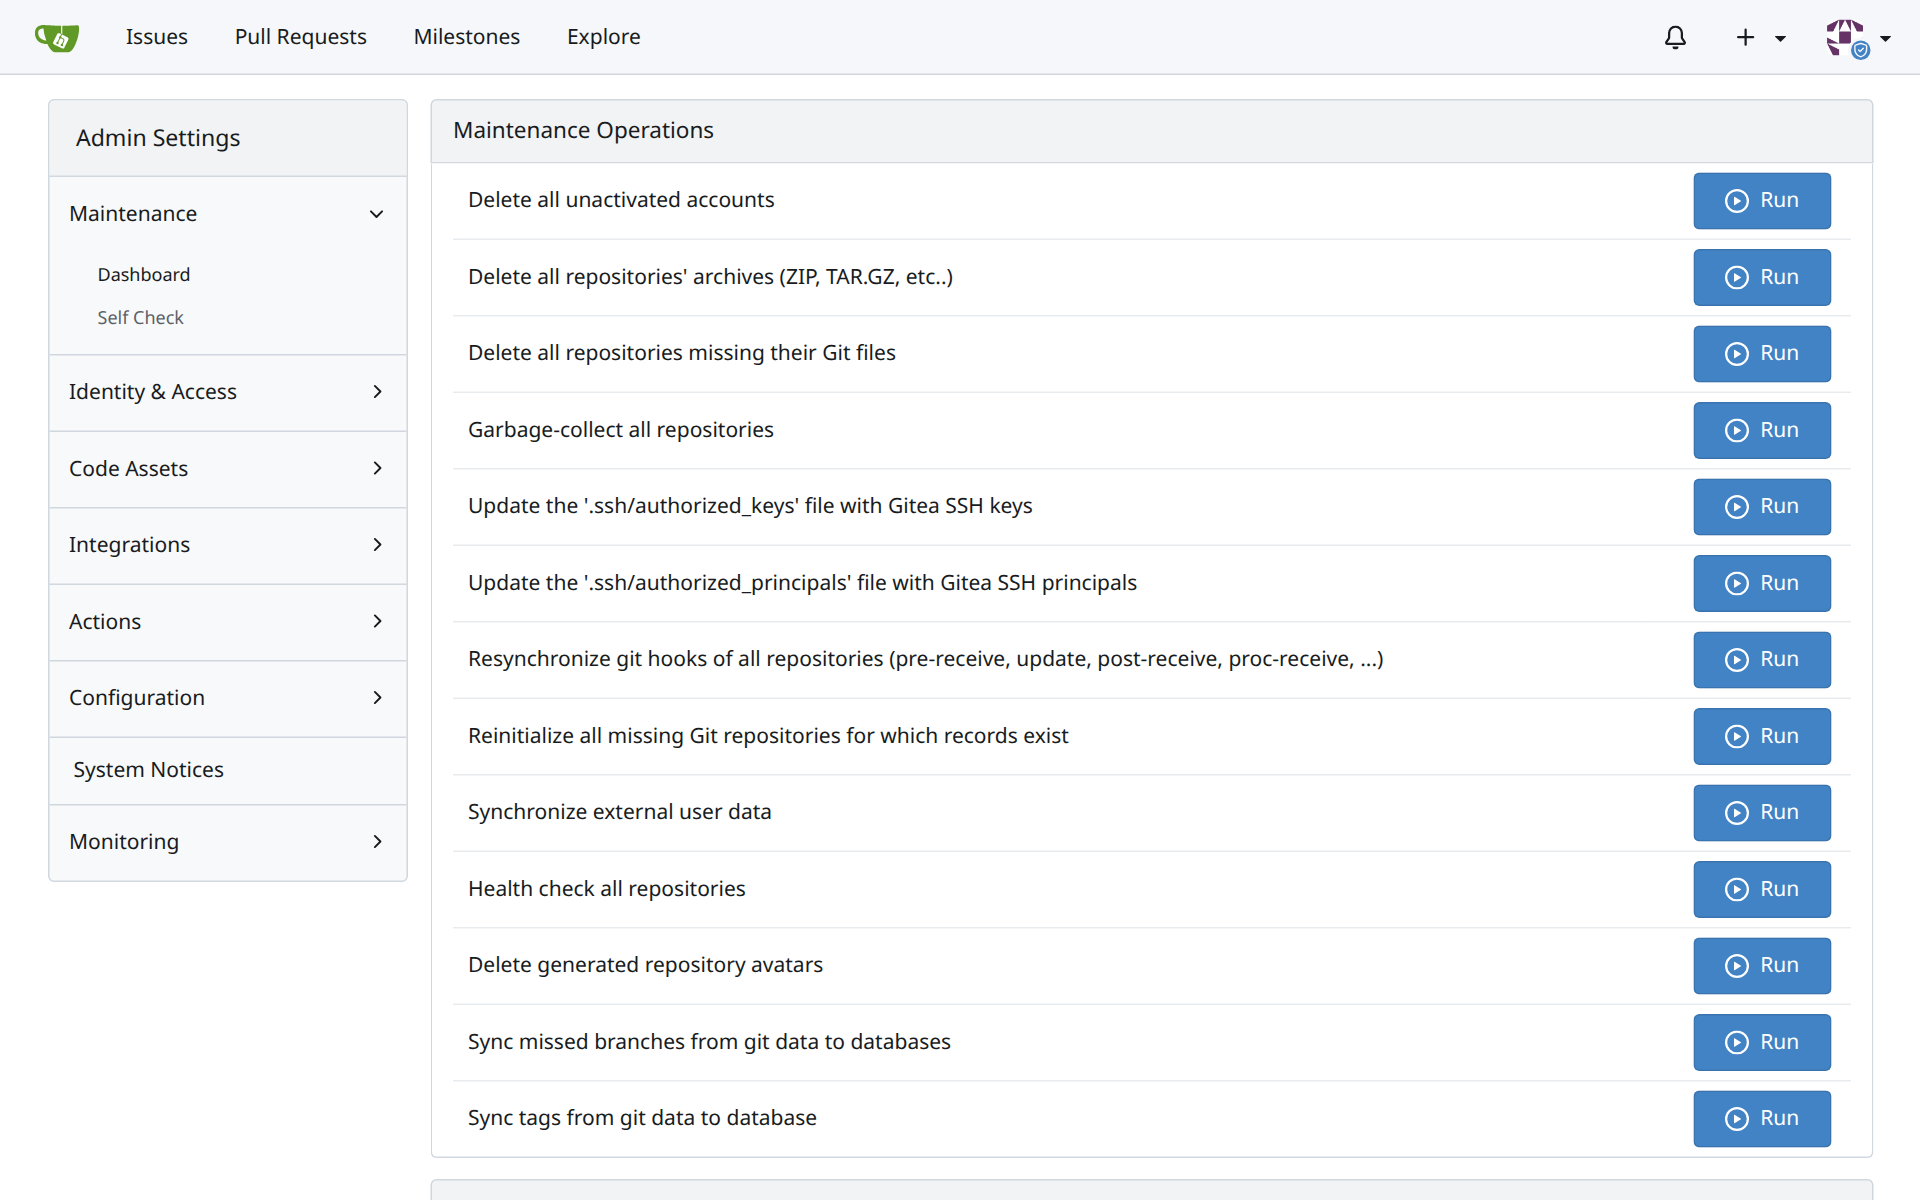 Issues Pull Requests Milestones Explore
Admin Settings
Maintenance
Dashboard
Self Check
Identity & Access
Code Assets
Integrations
Actions
Configuration
System Notices
Monitoring
Maintenance Operations
Delete all unactivated accounts Run
Delete all repositories' archives (ZIP, TAR.GZ, etc..) Run
Delete all repositories missing their Git files Run
Garbage-collect all repositories Run
Update the '.ssh/authorized_keys' file with Gitea SSH keys Run
Update the '.ssh/authorized_principals' file with Gitea SSH principals Run
Resynchronize git hooks of all repositories (pre-receive, update, post-receive, proc-receive, ...) Run
Reinitialize all missing Git repositories for which records exist Run
Synchronize external user data Run
Health check all repositories Run
Delete generated repository avatars Run
Sync missed branches from git data to databases Run
Sync tags from git data to database Run